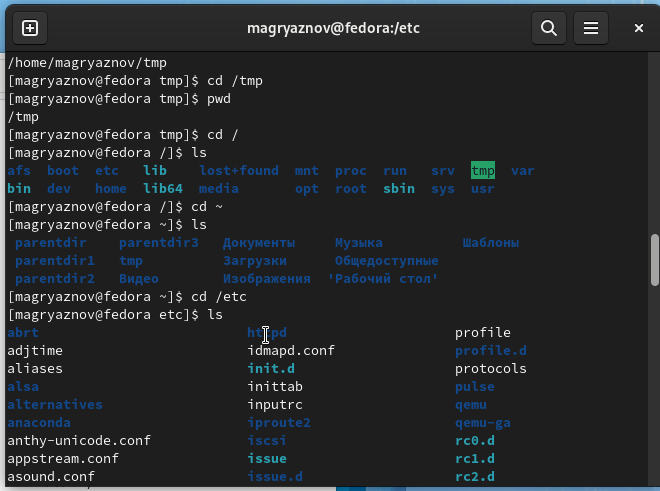 magryaznov@fedora:/etc
/home/magryaznov/tmp
[magryaznov@fedora tmp]$ cd /tmp
[magryaznov@fedora tmp]$ pwd
/tmp
[magryaznov@fedora tmp]$ cd /
[magryaznov@fedora /]$ ls
afs boot etc lib lost+found mnt proc run srv tmp var
bin dev home lib64 media opt root sbin sys usr
[magryaznov@fedora /]$ cd ~
[magryaznov@fedora ~]$ ls
parentdir parentdir3 Документы Музыка Шаблоны
parentdir1 tmp Загрузки Общедоступные
parentdir2 Видео Изображения 'Рабочий стол'
[magryaznov@fedora ~]$ cd /etc
[magryaznov@fedora etc]$ ls
abrt httpd profile
adjtime idmapd.conf profile.d
aliases init.d protocols
alsa inittab pulse
alternatives inputrc qemu
anaconda iproute2 qemu-ga
anthy-unicode.conf iscsi rc0.d
appstream.conf issue rc1.d
asound.conf issue.d rc2.d